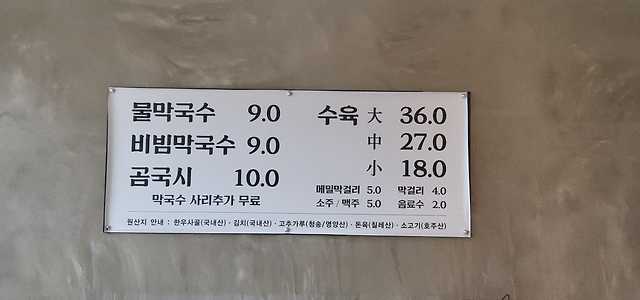 물막국수 9.0
비빔막국수 9.0
곰국시 10.0
막국수 사리추가 무료
수육 大 36.0
中 27.0
小 18.0
메밀막걸리 5.0 막걸리 4.0
소주 / 맥주 5.0 음료수 2.0
원산지 안내 : 한우사골(국내산) · 김치(국내산) · 고추가루(청송/영양산) · 돈육(칠레산) · 소고기(호주산)